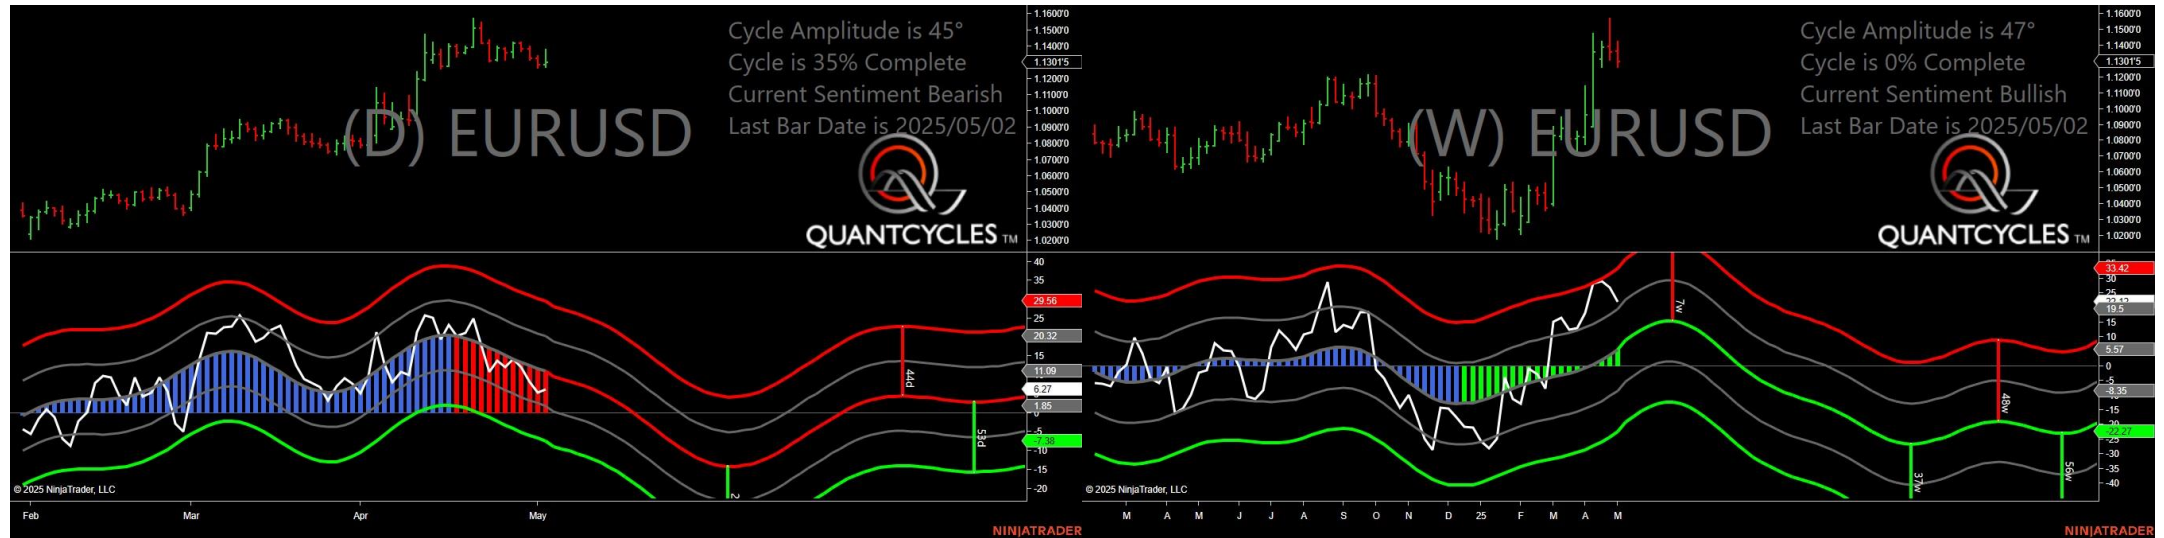 Cycle Amplitude is 45°
Cycle is 35% Complete
Current Sentiment Bearish
Last Bar Date is 2025/05/02
(D) EURUSD
QUANTCYCLES TM
1.1600'0
1.1500'0
1.1400'0
1.1301'5
1.1200'0
1.1100'0
1.1000'0
1.0900'0
1.0800'0
1.0700'0
1.0600'0
1.0500'0
1.0400'0
1.0300'0
1.0200'0
40
35
29.56
25
20.32
15
11.09
6.27
1.85
-5
-7.38
-10
-15
-20
44d
53d
2
© 2025 NinjaTrader, LLC
Feb Mar Apr May
NINJATRADER
Cycle Amplitude is 47°
Cycle is 0% Complete
Current Sentiment Bullish
Last Bar Date is 2025/05/02
(W) EURUSD
QUANTCYCLES TM
1.1600'0
1.1500'0
1.1400'0
1.1301'5
1.1200'0
1.1100'0
1.1000'0
1.0900'0
1.0800'0
1.0700'0
1.0600'0
1.0500'0
1.0400'0
1.0300'0
1.0200'0
33.42
30
25
19.5
15
10
5.57
0
-5
-8.35
-15
-22.27
-25
-30
-35
-40
7w
48w
37w
56w
© 2025 NinjaTrader, LLC
M A M J J A S O N D 25 F M A M
NINJATRADER